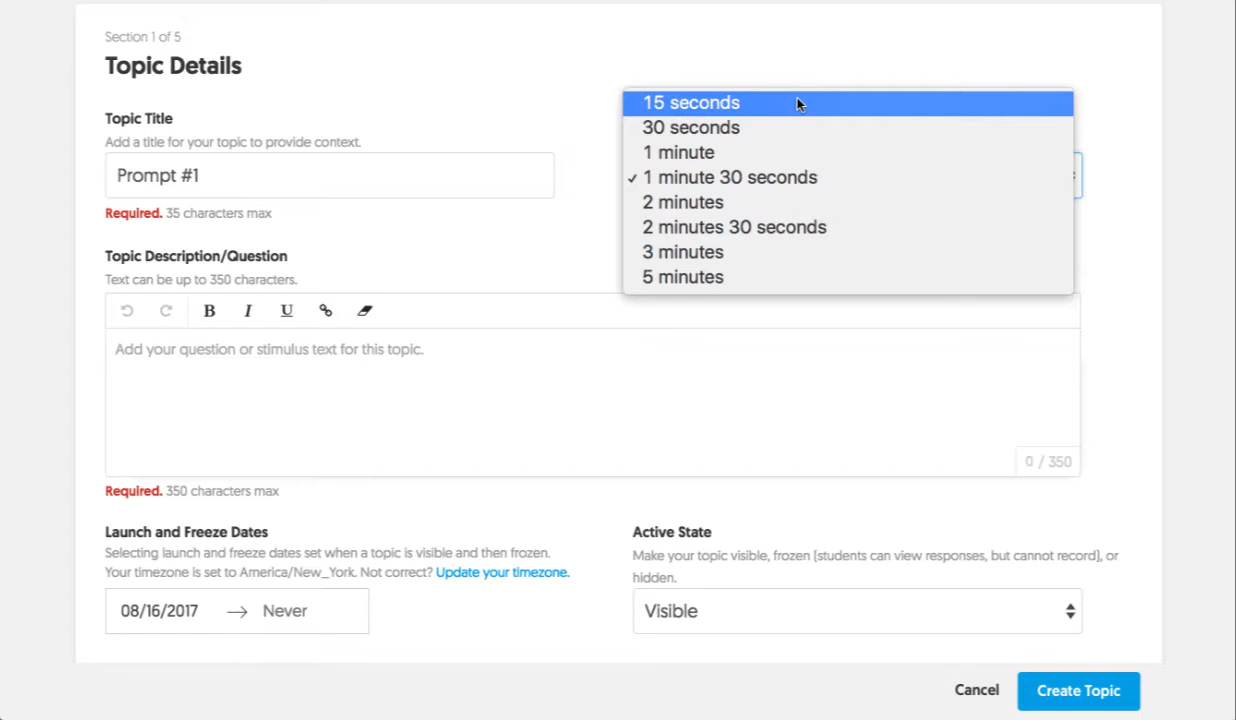 Section 1 of 5
Topic Details
Topic Title
Add a title for your topic to provide context.
Prompt #1
Required. 35 characters max
15 seconds
30 seconds
1 minute
✓ 1 minute 30 seconds
2 minutes
2 minutes 30 seconds
3 minutes
5 minutes
Topic Description/Question
Text can be up to 350 characters.
B I U
Add your question or stimulus text for this topic.
0 / 350
Required. 350 characters max
Launch and Freeze Dates
Selecting launch and freeze dates set when a topic is visible and then frozen.
Your timezone is set to America/New_York. Not correct? Update your timezone.
08/16/2017 → Never
Active State
Make your topic visible, frozen [students can view responses, but cannot record], or
hidden.
Visible
Cancel
Create Topic